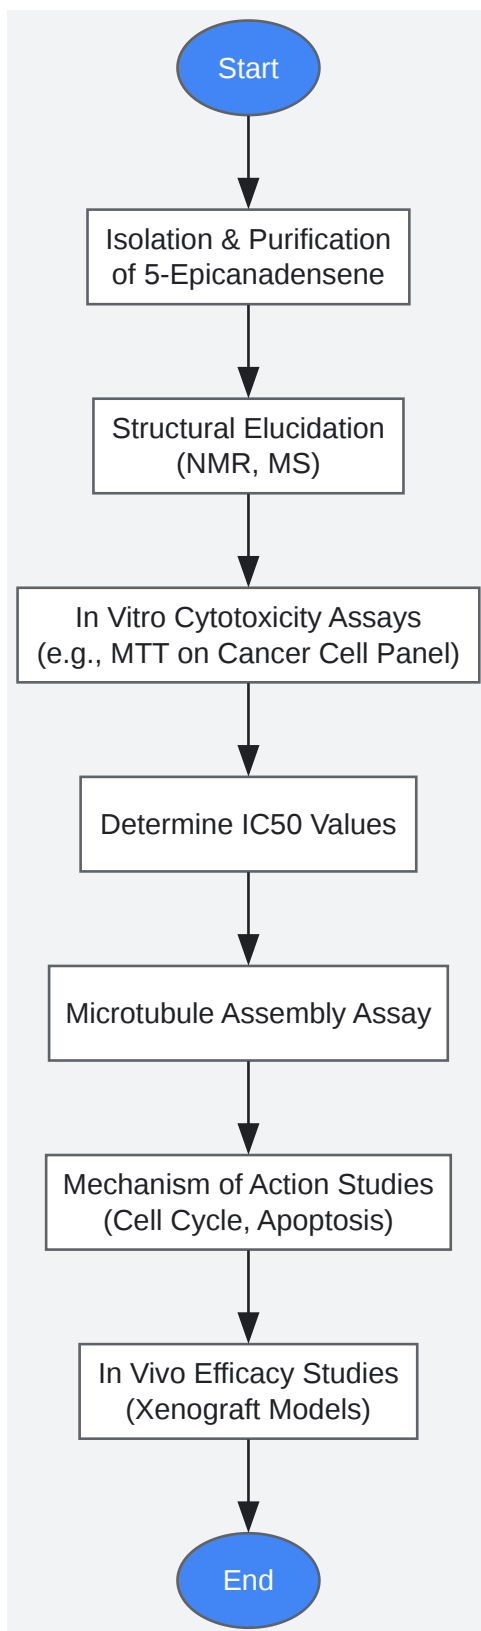 Start
Isolation & Purification
of 5-Epicanadensene
Structural Elucidation
(NMR, MS)
In Vitro Cytotoxicity Assays
(e.g., MTT on Cancer Cell Panel)
Determine IC50 Values
Microtubule Assembly Assay
Mechanism of Action Studies
(Cell Cycle, Apoptosis)
In Vivo Efficacy Studies
(Xenograft Models)
End